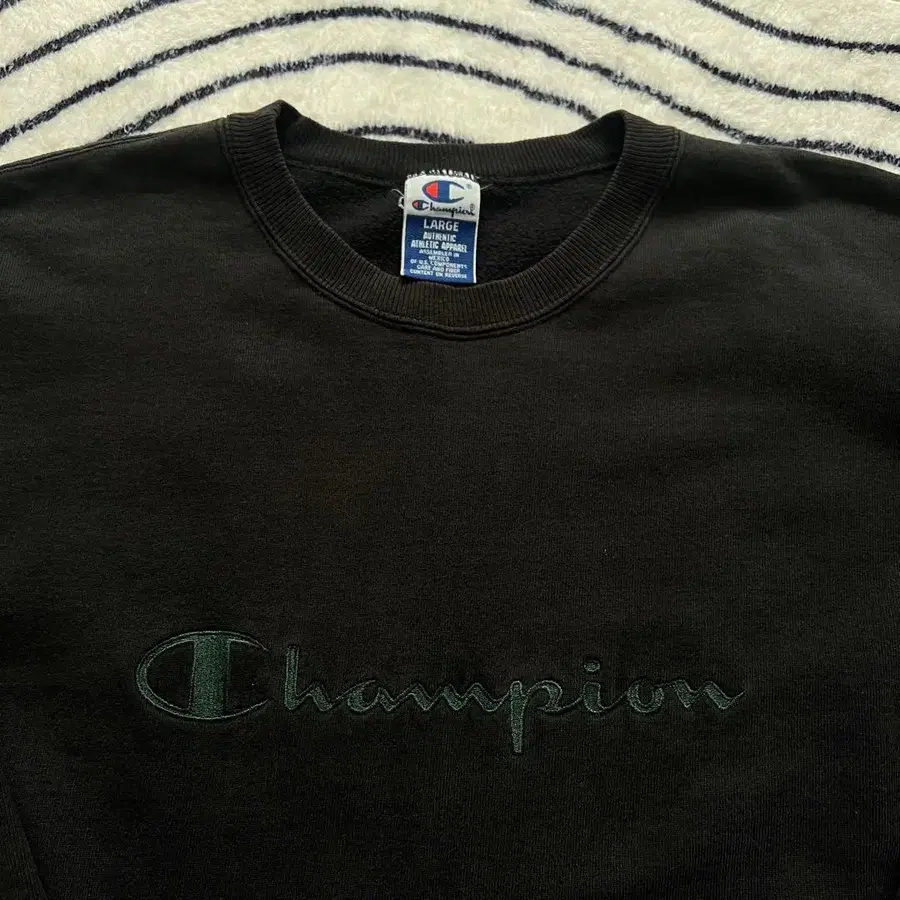 Champion
LARGE
AUTHENTIC
ATHLETIC APPAREL
ASSEMBLED IN
MEXICO
OF U.S. COMPONENTS
CARE AND FIBER
CONTENT ON REVERSE
Champion